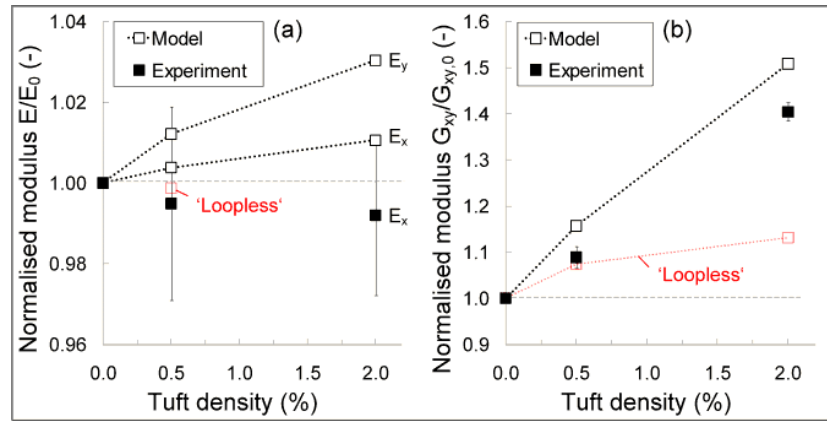 (a)
Model
Experiment
Normalised modulus E/E0 (-)
1.04
1.02
1.00
0.98
0.96
Ey
Ex
Ex
'Loopless'
0.0
0.5
1.0
1.5
2.0
Tuft density (%)
(b)
Model
Experiment
Normalised modulus Gxy/Gxy,0 (-)
1.6
1.5
1.4
1.3
1.2
1.1
1.0
0.9
'Loopless'
0.0
0.5
1.0
1.5
2.0
Tuft density (%)